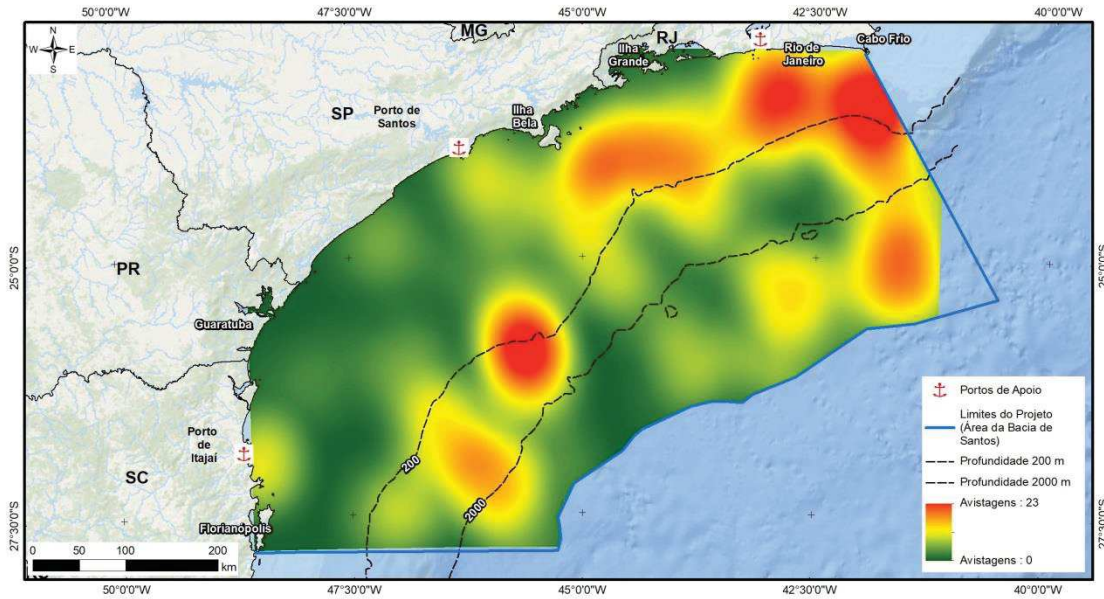 50°0'0"W
47°30'0"W
45°0'0"W
42°30'0"W
40°0'0"W
N
W
E
S
MG
RJ
Ilha
Grande
Rio de
Janeiro
Cabo Frio
SP
Porto de
Santos
Ilha
Bela
25°0'0"S
25°0'0"S
PR
Guaratuba
Porto
de
Itajaí
SC
Florianópolis
200
2000
27°30'0"S
27°30'0"S
Portos de Apoio
Limites do Projeto
(Área da Bacia de
Santos)
Profundidade 200 m
Profundidade 2000 m
Avistagens : 23
Avistagens : 0
0
50
100
200
km
50°0'0"W
47°30'0"W
45°0'0"W
42°30'0"W
40°0'0"W